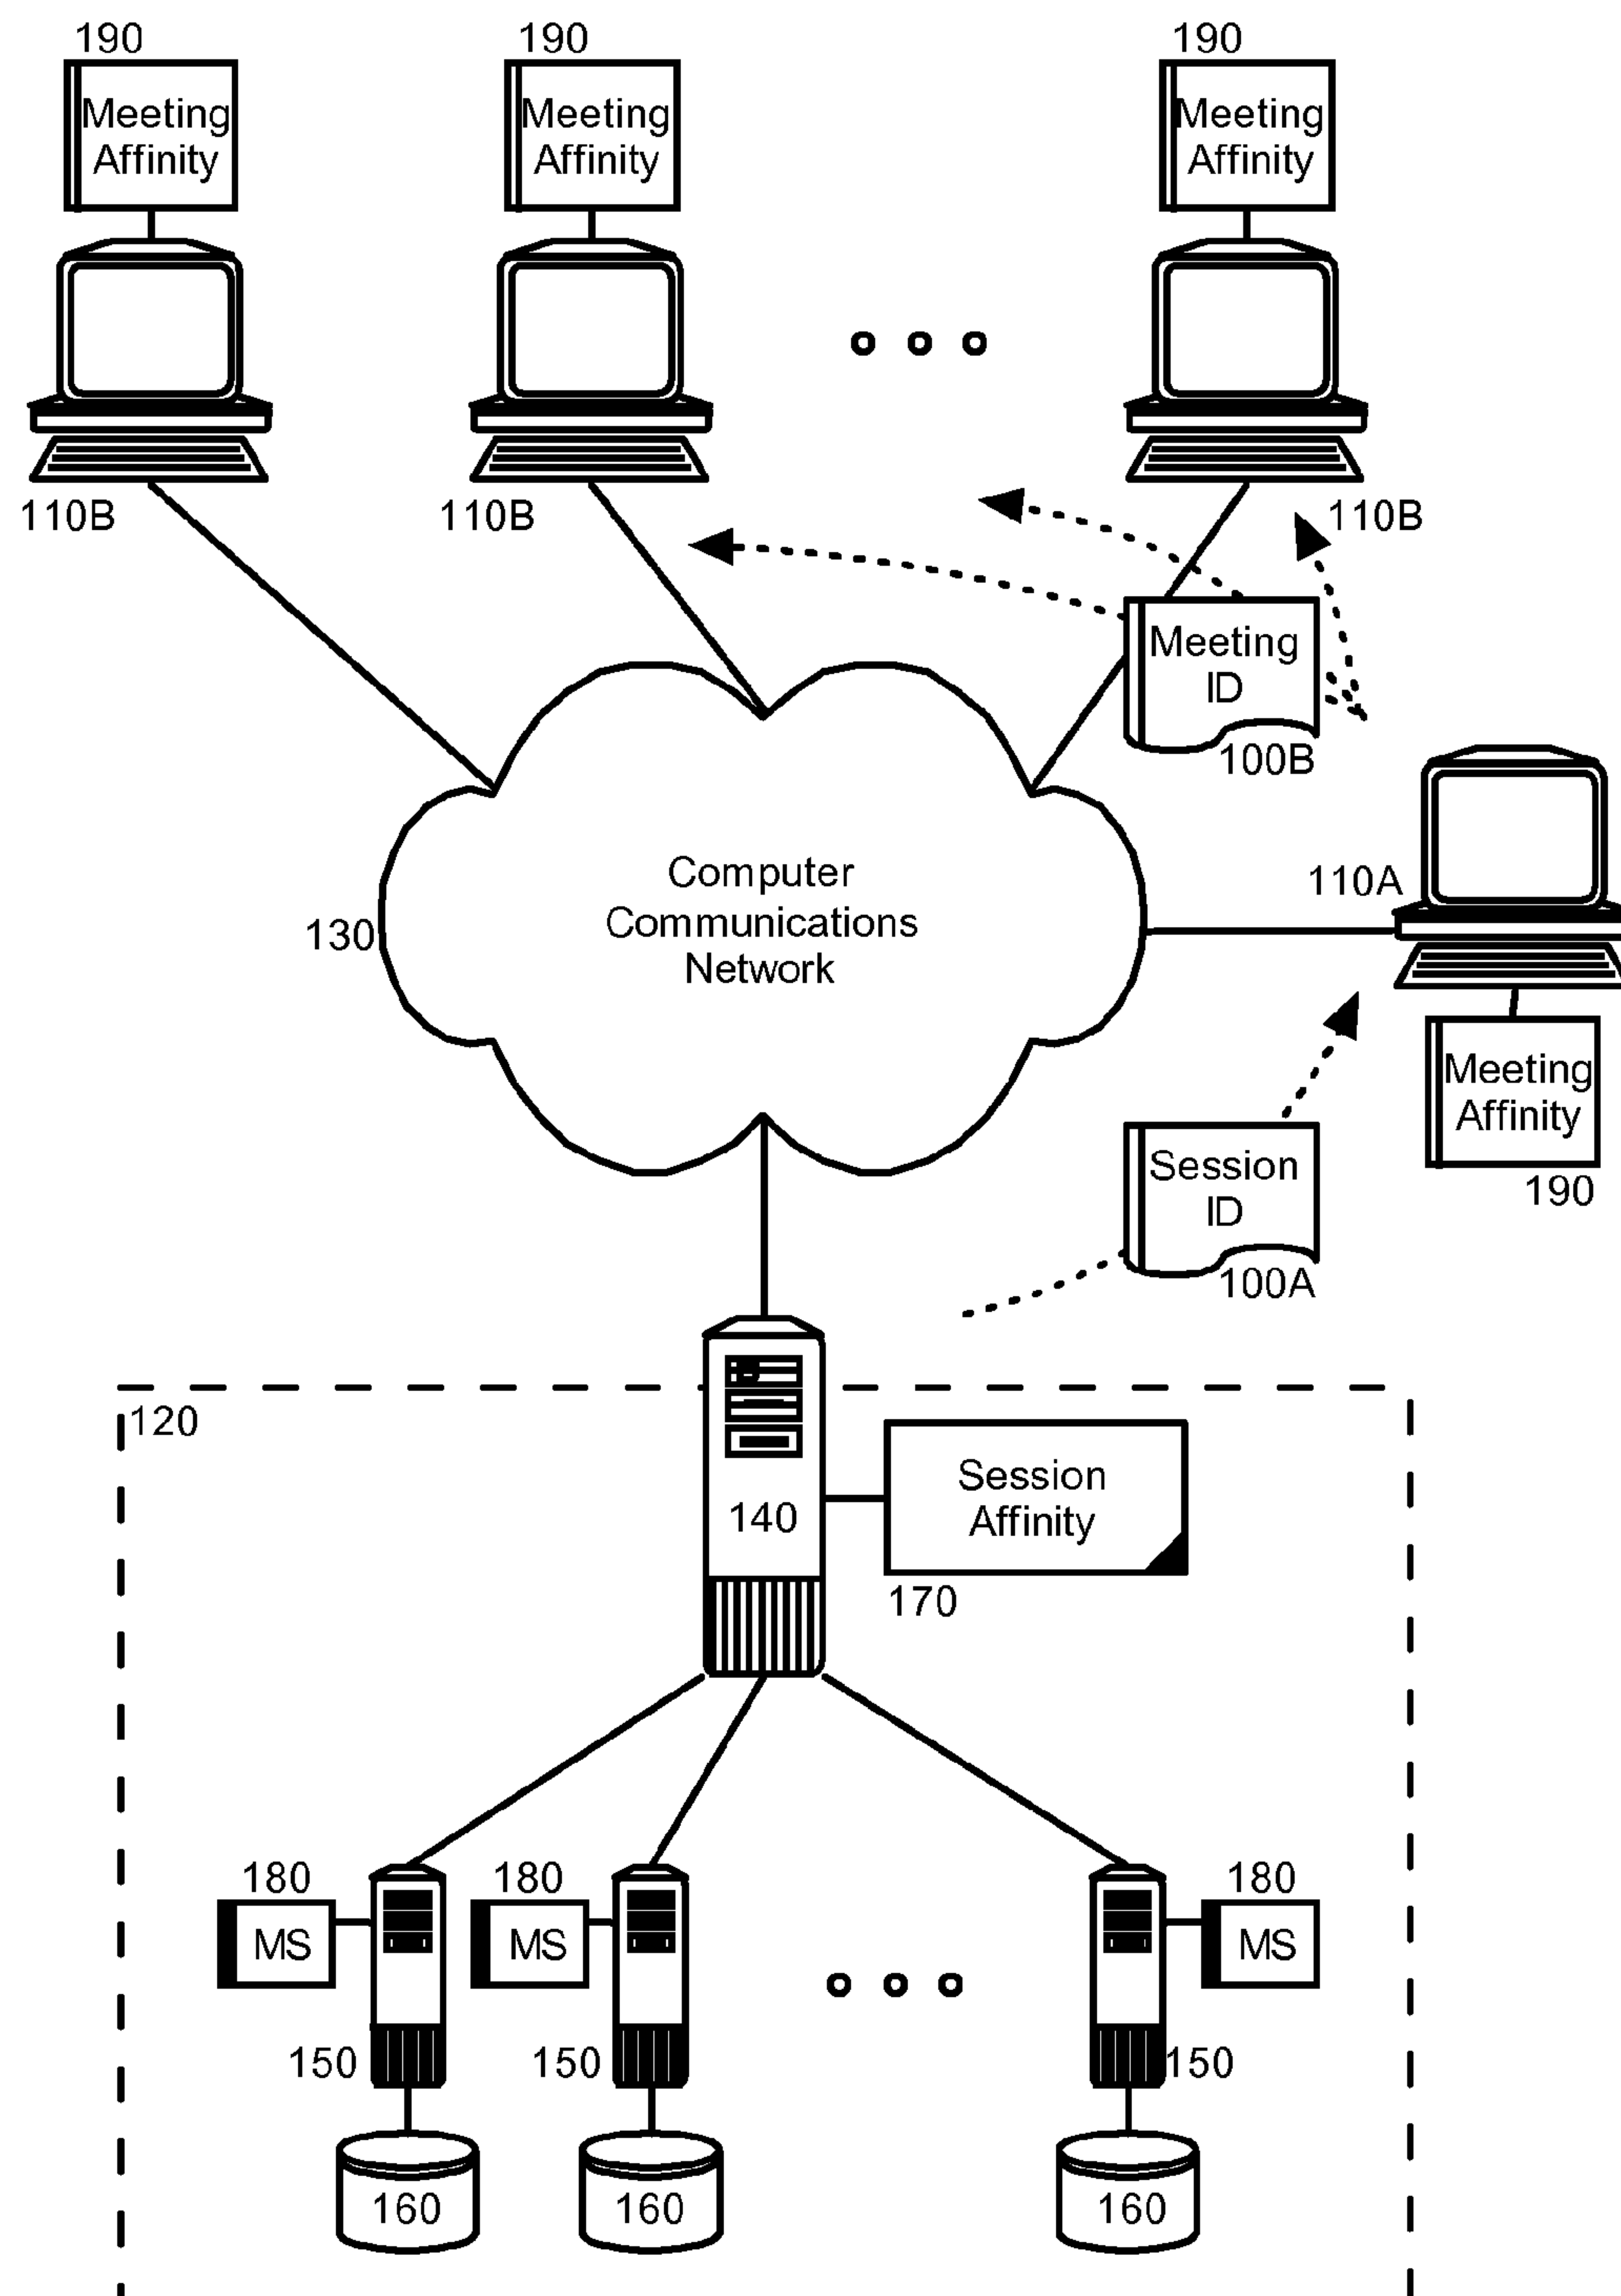 190
190
190
Meeting
Affinity
Meeting
Affinity
Meeting
Affinity
110B
110B
110B
Meeting
ID
100B
Computer
Communications
Network
130
110A
Meeting
Affinity
190
Session
ID
100A
120
140
Session
Affinity
170
180
180
180
MS
MS
MS
150
150
150
160
160
160